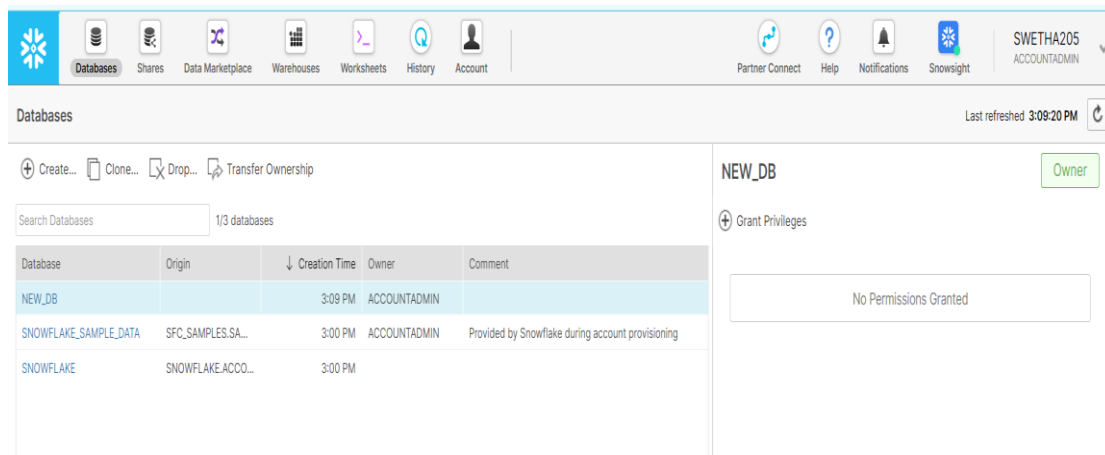 Databases Shares Data Marketplace Warehouses Worksheets History Account Partner Connect Help Notifications Snowsight SWETHA205
ACCOUNTADMIN
Databases Last refreshed 3:09:20 PM
Create... Clone... Drop... Transfer Ownership NEW_DB Owner
Search Databases 1/3 databases Grant Privileges
Database Origin ↓ Creation Time Owner Comment
NEW_DB 3:09 PM ACCOUNTADMIN No Permissions Granted
SNOWFLAKE_SAMPLE_DATA SFC_SAMPLES.SA... 3:00 PM ACCOUNTADMIN Provided by Snowflake during account provisioning
SNOWFLAKE SNOWFLAKE.ACCO... 3:00 PM